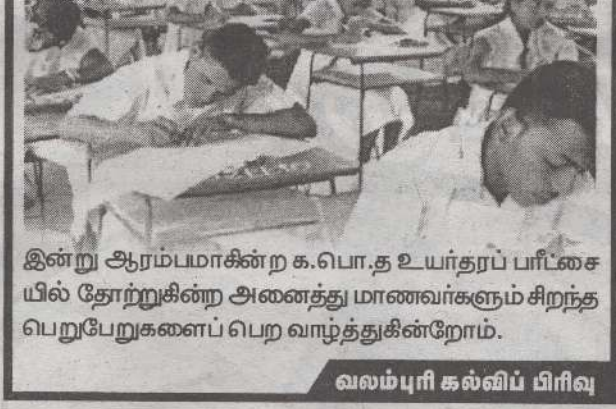 இன்று ஆரம்பமாகின்ற க.பொ.த உயர்தரப் பரீட்சை
யில் தோற்றுகின்ற அனைத்து மாணவர்களும் சிறந்த
பெறுபேறுகளைப் பெற வாழ்த்துகின்றோம்.
வலம்புரி கல்விப் பிரிவு